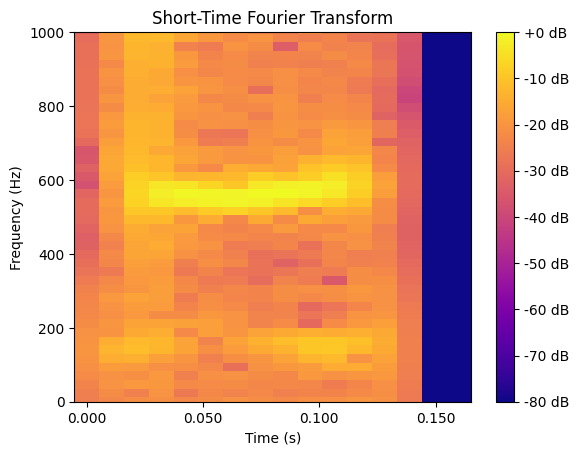 Short-Time Fourier Transform
1000
800
600
400
200
0
Frequency (Hz)
0.000
0.050
0.100
0.150
Time (s)
+0 dB
-10 dB
-20 dB
-30 dB
-40 dB
-50 dB
-60 dB
-70 dB
-80 dB